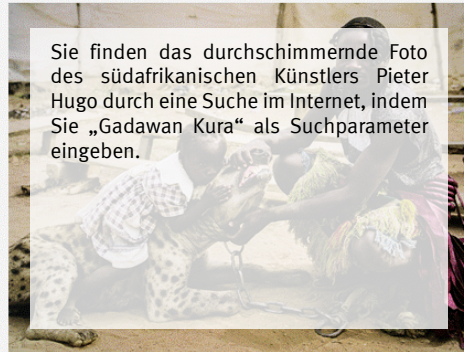 Sie finden das durchschimmernde Foto
des südafrikanischen Künstlers Pieter
Hugo durch eine Suche im Internet, indem
Sie „Gadawan Kura“ als Suchparameter
eingeben.